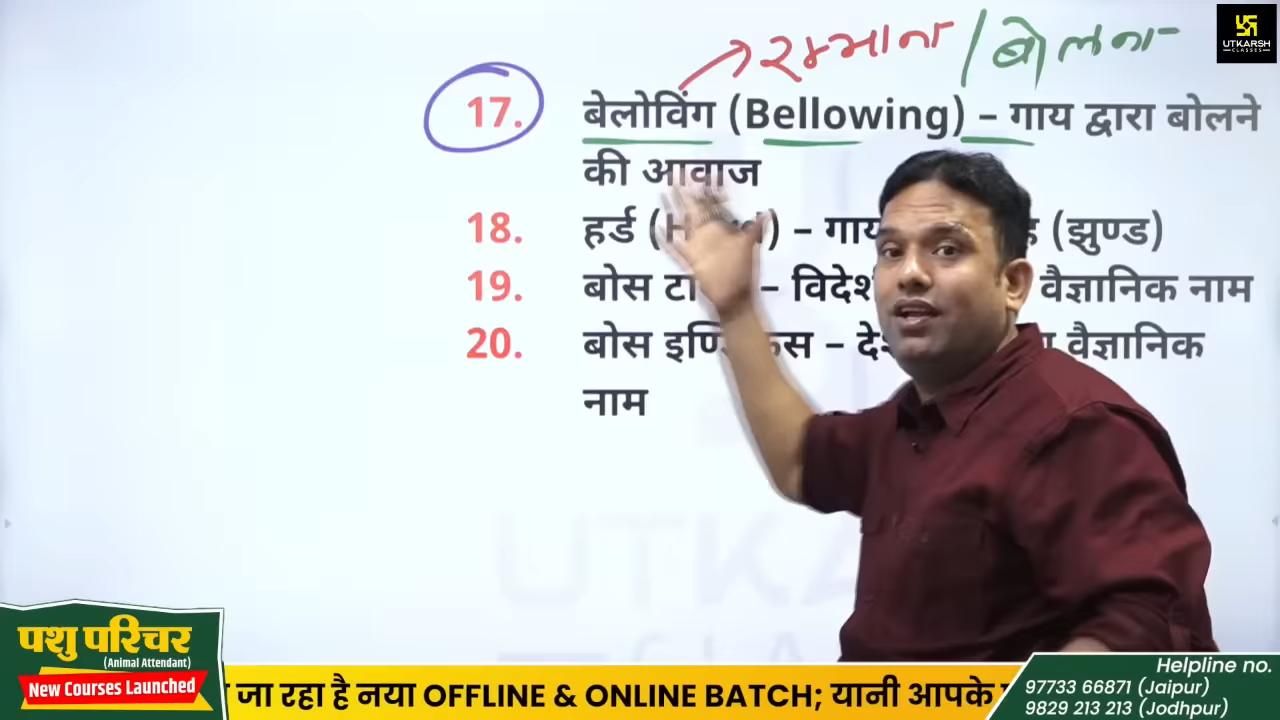 रम्भाना / बोलना
UTKARSH
CLASSES
17. बेलोविंग (Bellowing) – गाय द्वारा बोलने
की आवाज
18. हर्ड – गाय (झुण्ड)
19. बोस – वैज्ञानिक नाम
20. बोस – वैज्ञानिक
नाम
UTKA
पशु परिचर
(Animal Attendant)
New Courses Launched
जा रहा है नया OFFLINE & ONLINE BATCH; यानी आपके
Helpline no.
97733 66871 (Jaipur)
9829 213 213 (Jodhpur)